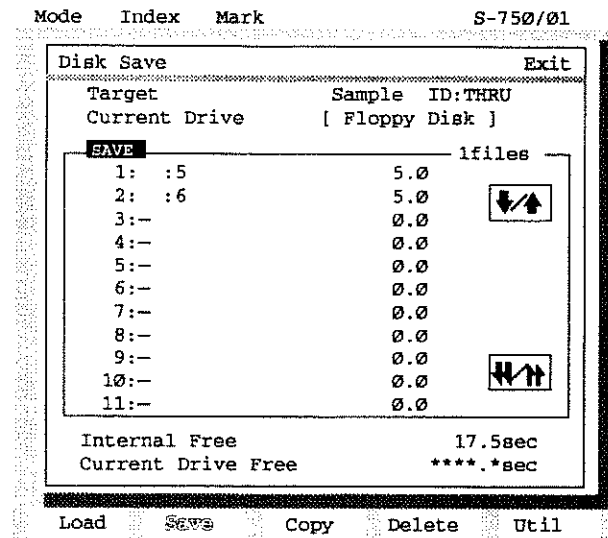 Mode Index Mark S-750/01
Disk Save Exit
Target Sample ID:THRU
Current Drive [ Floppy Disk ]
SAVE 1files
1: :5 5.0
2: :6 5.0
3:— 0.0
4:— 0.0
5:— 0.0
6:— 0.0
7:— 0.0
8:— 0.0
9:— 0.0
10:— 0.0
11:— 0.0
Internal Free 17.5sec
Current Drive Free ****.*sec
Load Save Copy Delete Util